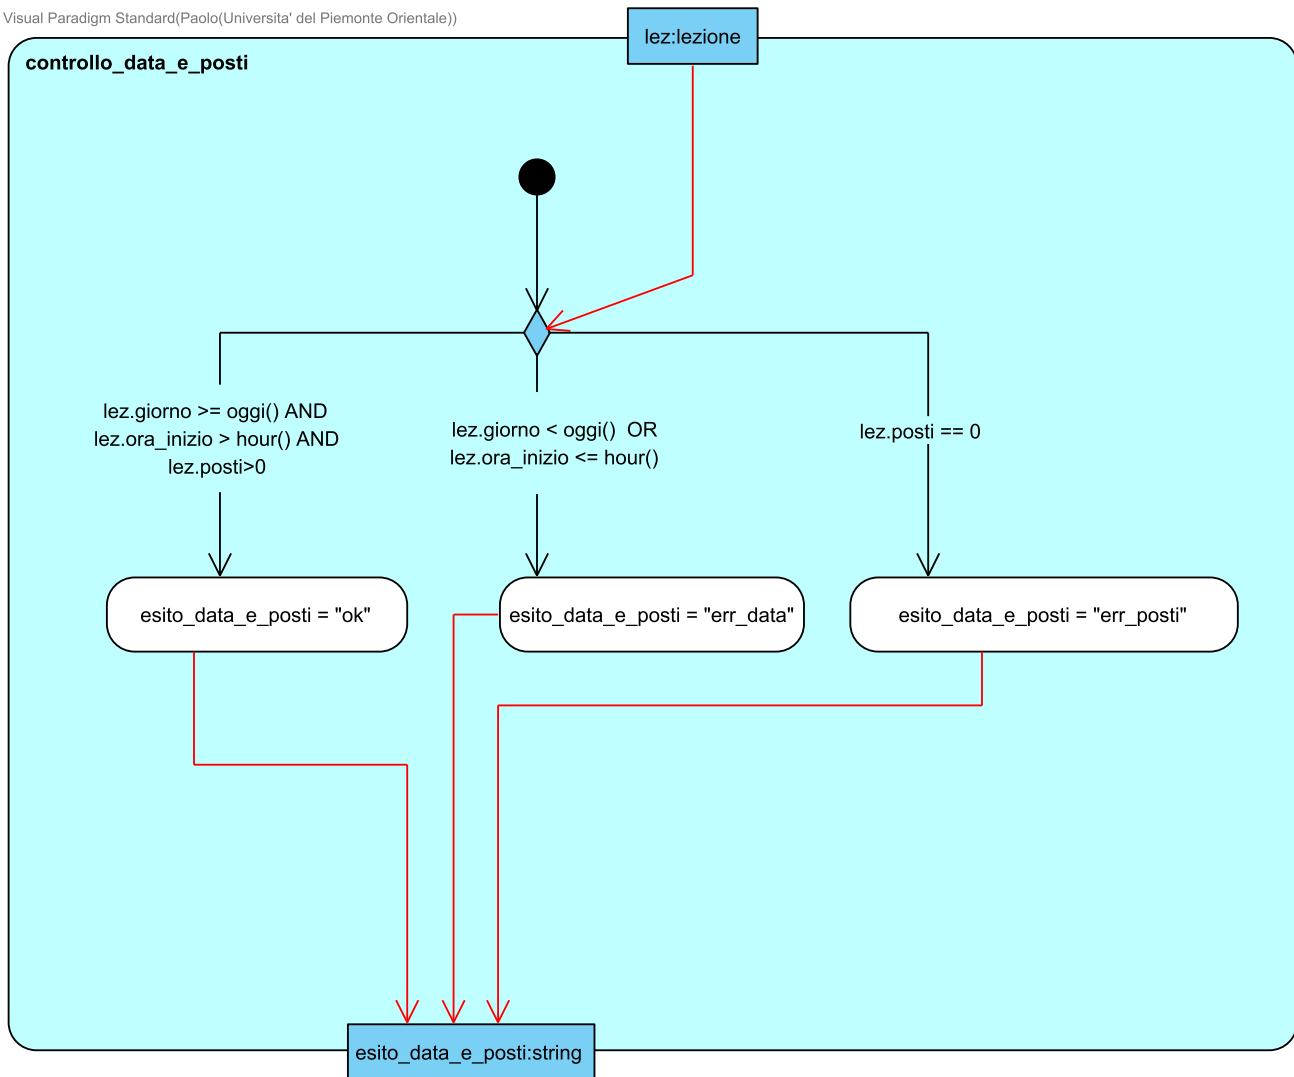 Visual Paradigm Standard(Paolo(Universita' del Piemonte Orientale))
lez:lezione
controllo_data_e_posti
lez.giorno >= oggi() AND
lez.ora_inizio > hour() AND
lez.posti>0
lez.giorno < oggi()  OR
lez.ora_inizio <= hour()
lez.posti == 0
esito_data_e_posti = "ok"
esito_data_e_posti = "err_data"
esito_data_e_posti = "err_posti"
esito_data_e_posti:string